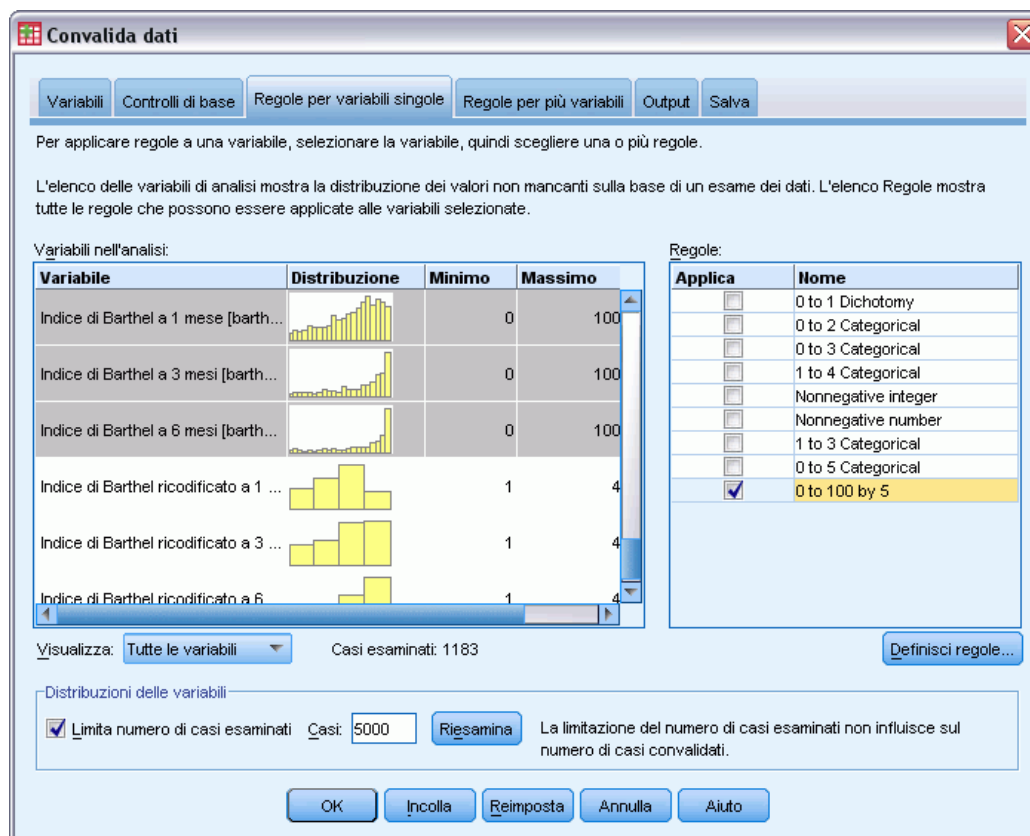 Convalida dati
Variabili Controlli di base Regole per variabili singole Regole per più variabili Output Salva
Per applicare regole a una variabile, selezionare la variabile, quindi scegliere una o più regole.
L'elenco delle variabili di analisi mostra la distribuzione dei valori non mancanti sulla base di un esame dei dati. L'elenco Regole mostra
tutte le regole che possono essere applicate alle variabili selezionate.
Variabili nell'analisi:
Variabile Distribuzione Minimo Massimo
Indice di Barthel a 1 mese [barth... 0 100
Indice di Barthel a 3 mesi [barth... 0 100
Indice di Barthel a 6 mesi [barth... 0 100
Indice di Barthel ricodificato a 1 ... 1 4
Indice di Barthel ricodificato a 3 ... 1 4
Indice di Barthel ricodificato a 6 1 4
Regole:
Applica Nome
0 to 1 Dichotomy
0 to 2 Categorical
0 to 3 Categorical
1 to 4 Categorical
Nonnegative integer
Nonnegative number
1 to 3 Categorical
0 to 5 Categorical
0 to 100 by 5
Visualizza: Tutte le variabili Casi esaminati: 1183
Definisci regole...
Distribuzioni delle variabili
Limita numero di casi esaminati Casi: 5000 Riesamina
La limitazione del numero di casi esaminati non influisce sul
numero di casi convalidati.
OK Incolla Reimposta Annulla Aiuto